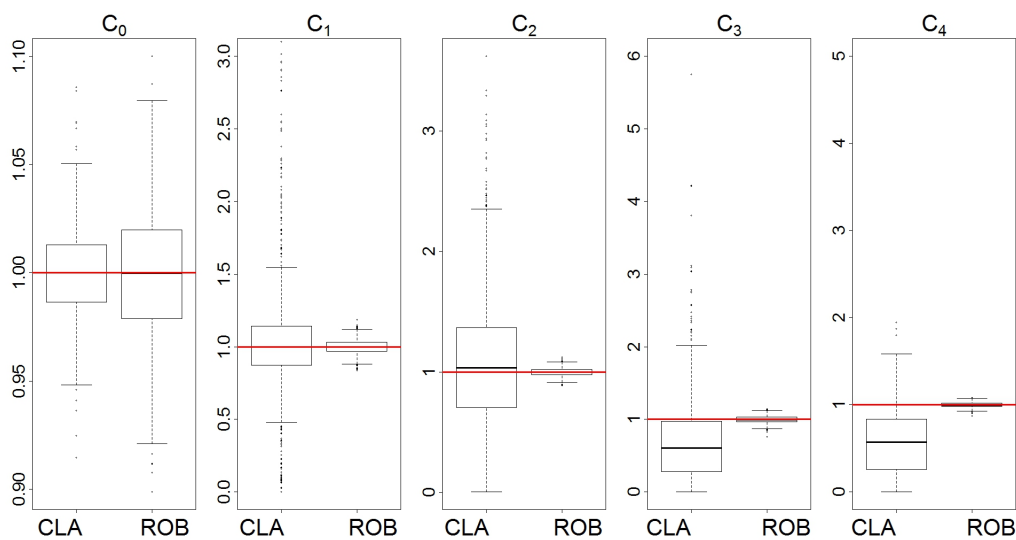 C0 C1 C2 C3 C4
0.90 0.95 1.00 1.05 1.10
0.0 0.5 1.0 1.5 2.0 2.5 3.0
0 1 2 3
0 1 2 3 4 5 6
0 1 2 3 4 5
CLA ROB CLA ROB CLA ROB CLA ROB CLA ROB